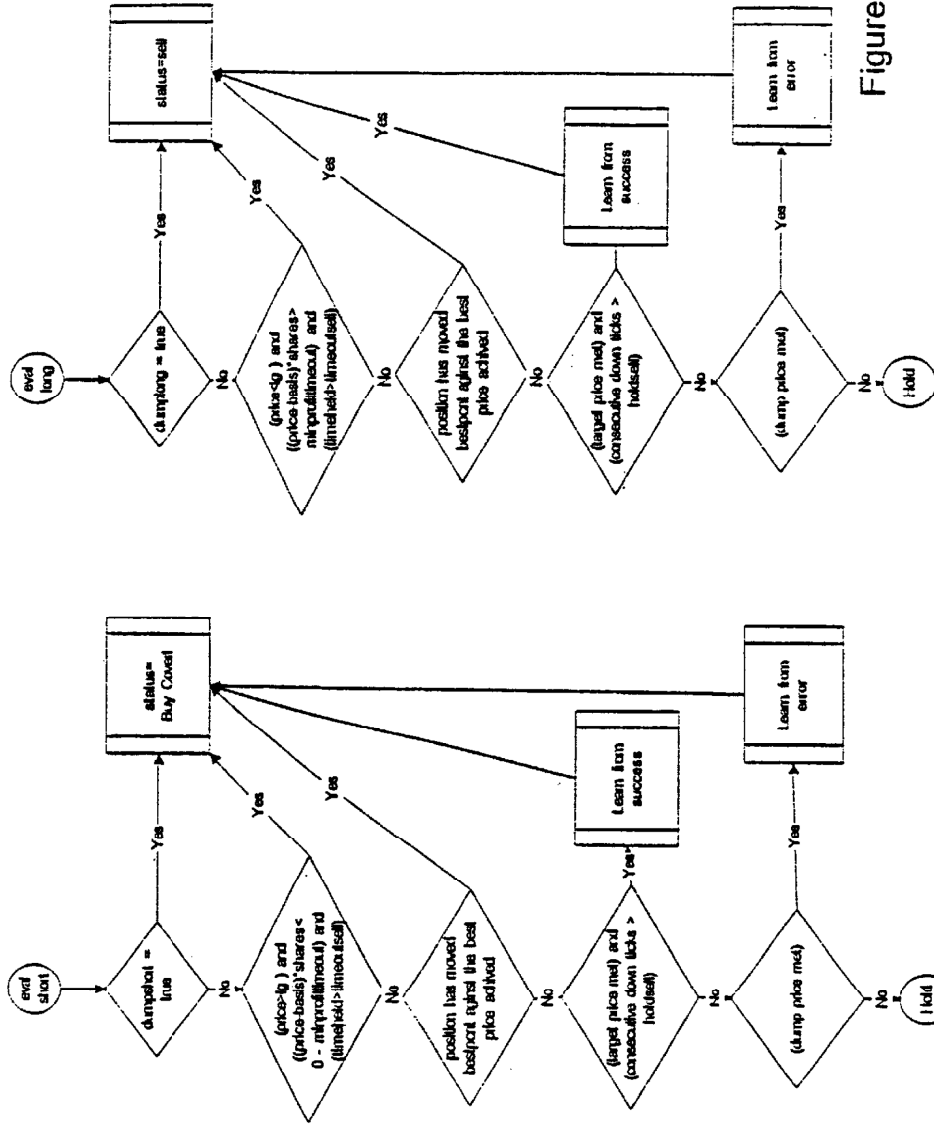 eval
long
dumplong = true
Yes
status=sell
No
(price<tg ) and
((price-basis)*shares>
minprofittimeout) and
(timeheld>timeoutsell)
Yes
No
position has moved
bestpcnt aginst the best
price achived
Yes
No
(target price met) and
(consecutive down ticks >
holdsell)
Yes
Learn from
success
No
(dump price met)
Yes
Learn from
error
No
Hold
Figure
eval
short
dumpshort =
true
Yes
status=
Buy Covert
No
(price>tg ) and
((price-basis)*shares<
0 - minprofittimeout) and
(timeheld>timeoutsell)
Yes
No
position has moved
bestpcnt aginst the best
price achived
Yes
No
(target price met) and
(consecutive down ticks >
holdsell)
Yes
Learn from
success
No
(dump price met)
Yes
Learn from
error
No
Hold